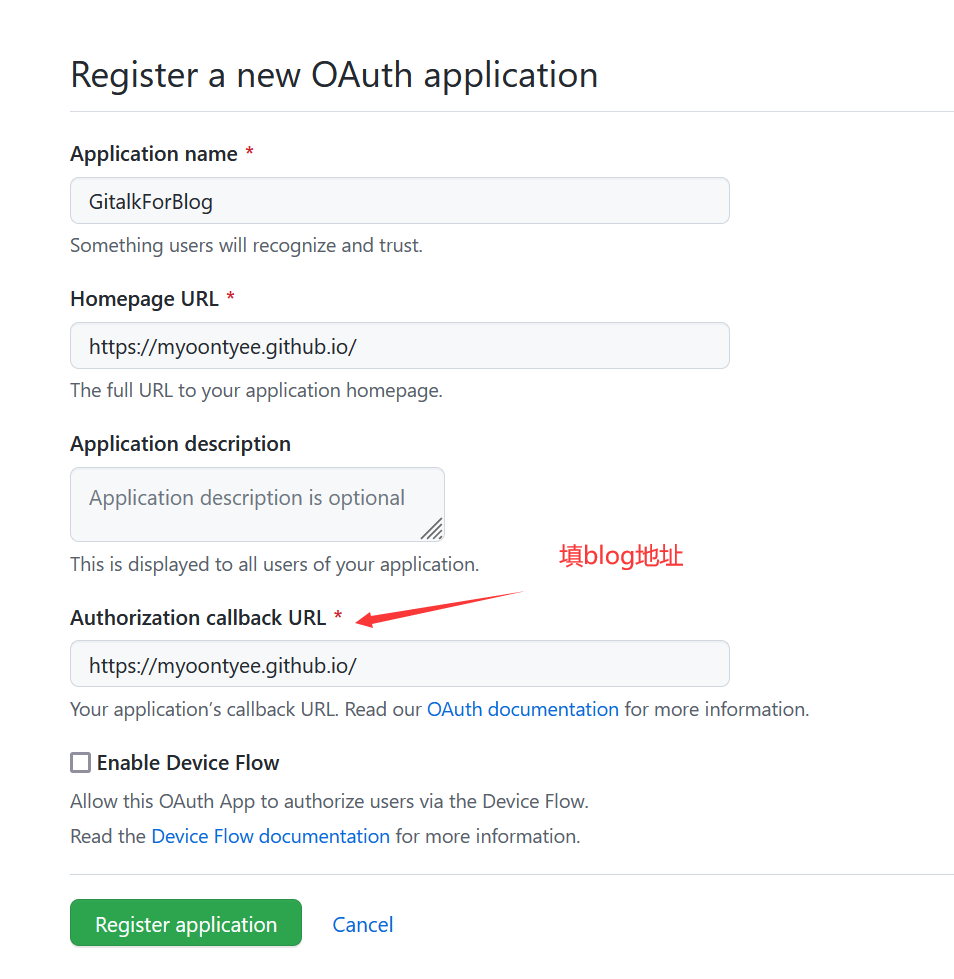 Register a new OAuth application
Application name *
GitalkForBlog
Something users will recognize and trust.
Homepage URL *
https://myoontyee.github.io/
The full URL to your application homepage.
Application description
Application description is optional
This is displayed to all users of your application.
填blog地址
Authorization callback URL *
https://myoontyee.github.io/
Your application’s callback URL. Read our OAuth documentation for more information.
Enable Device Flow
Allow this OAuth App to authorize users via the Device Flow.
Read the Device Flow documentation for more information.
Register application Cancel